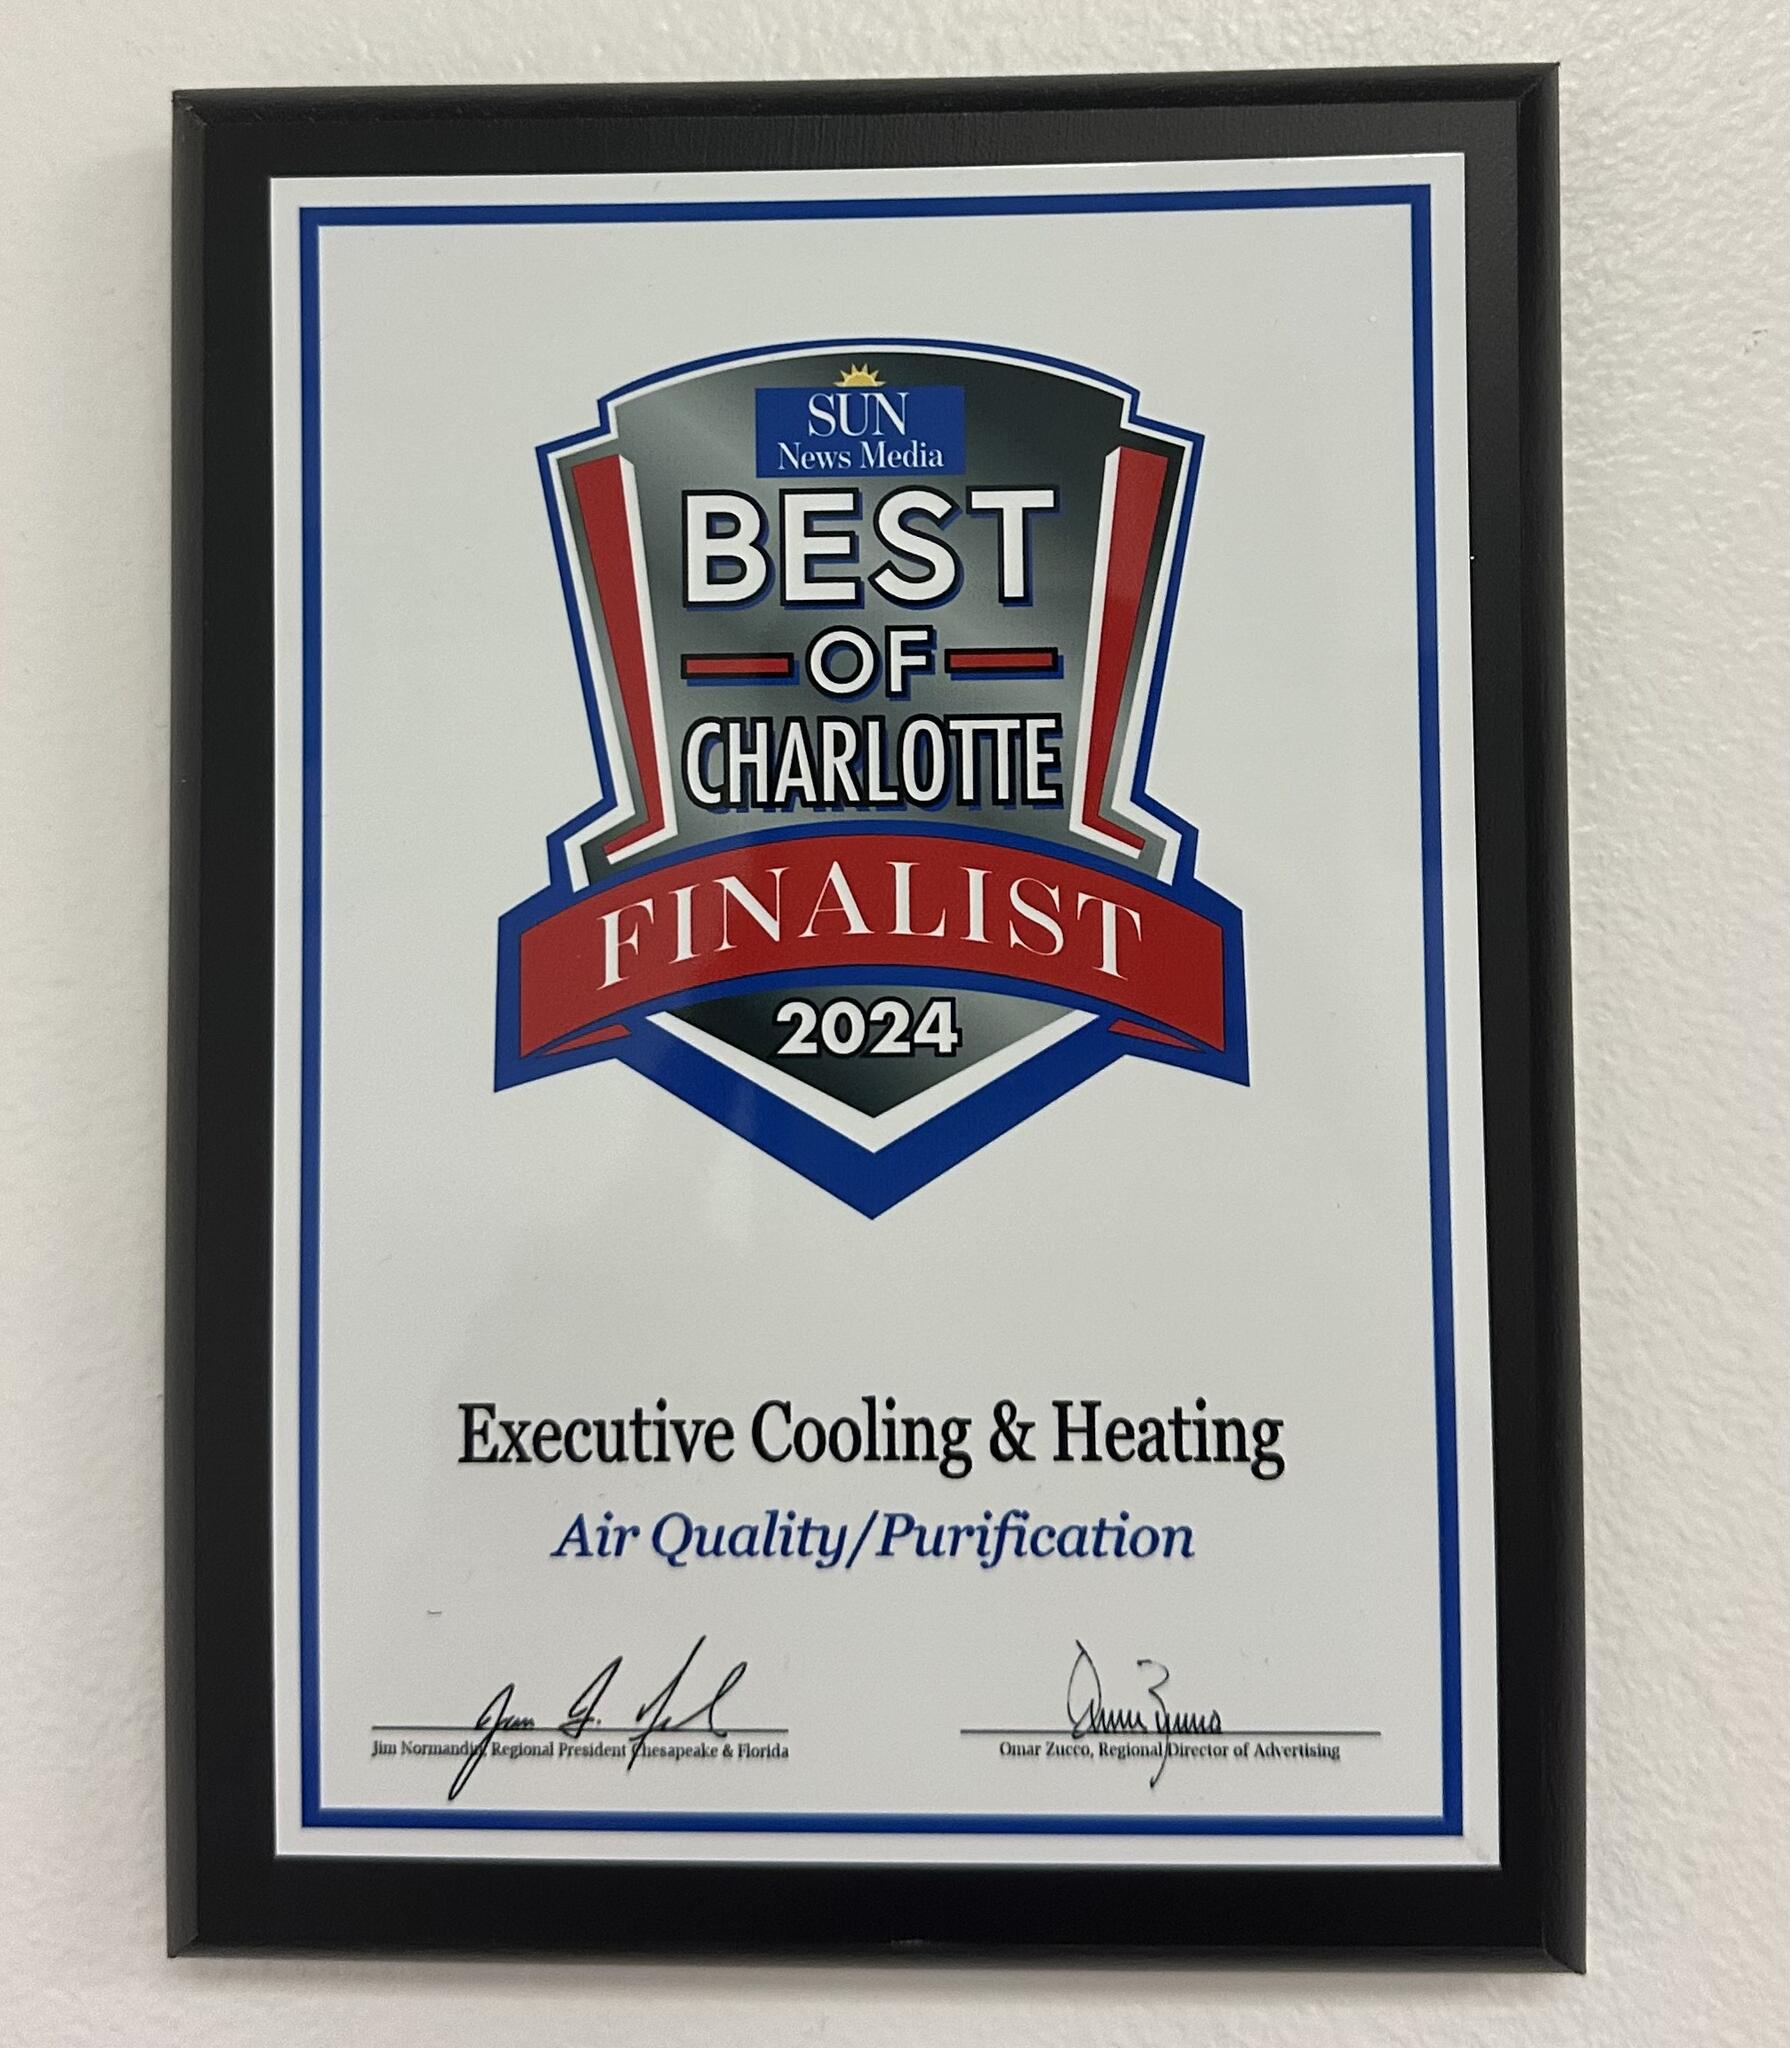 SUN
News Media
BEST
OF
CHARLOTTE
FINALIST
2024
Executive Cooling & Heating
Air Quality/Purification
Jim Normandin, Regional President Chesapeake & Florida
Omar Zucco, Regional Director of Advertising